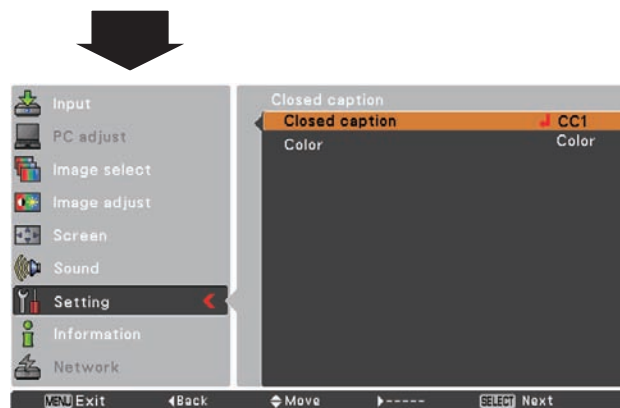 Input
PC adjust
Image select
Image adjust
Screen
Sound
Setting
Information
Network
Closed caption
Closed caption CC1
Color Color
MENU Exit Back Move ----- SELECT Next